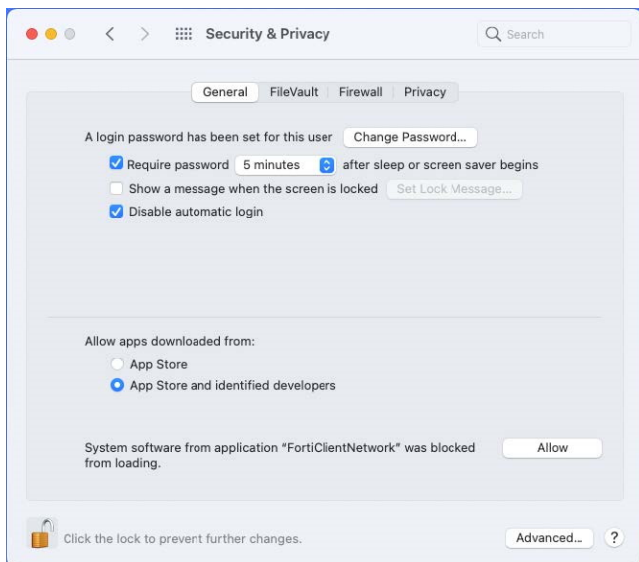 Security & Privacy
Search
General FileVault Firewall Privacy
A login password has been set for this user Change Password...
Require password 5 minutes after sleep or screen saver begins
Show a message when the screen is locked Set Lock Message...
Disable automatic login
Allow apps downloaded from:
App Store
App Store and identified developers
System software from application “FortiClientNetwork” was blocked Allow
from loading.
Click the lock to prevent further changes. Advanced... ?